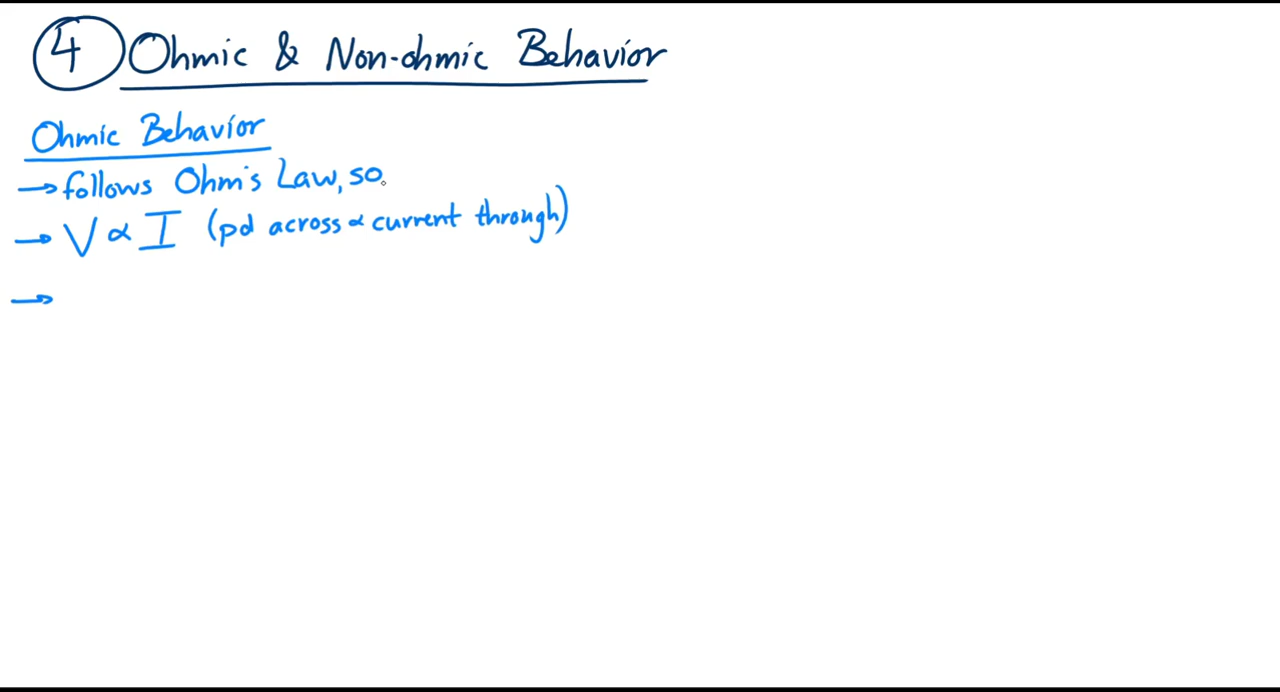 ④ Ohmic & Non-ohmic Behavior
Ohmic Behavior
→ follows Ohm's Law, so
→ V ∝ I (pd across ∝ current through)
→